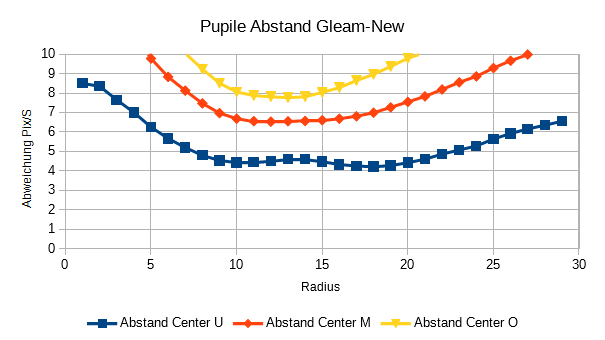 Pupile Abstand Gleam-New
10
9
8
7
6
5
4
3
2
1
0
Abweichung Pix/S
0 5 10 15 20 25 30
Radius
Abstand Center U Abstand Center M Abstand Center O